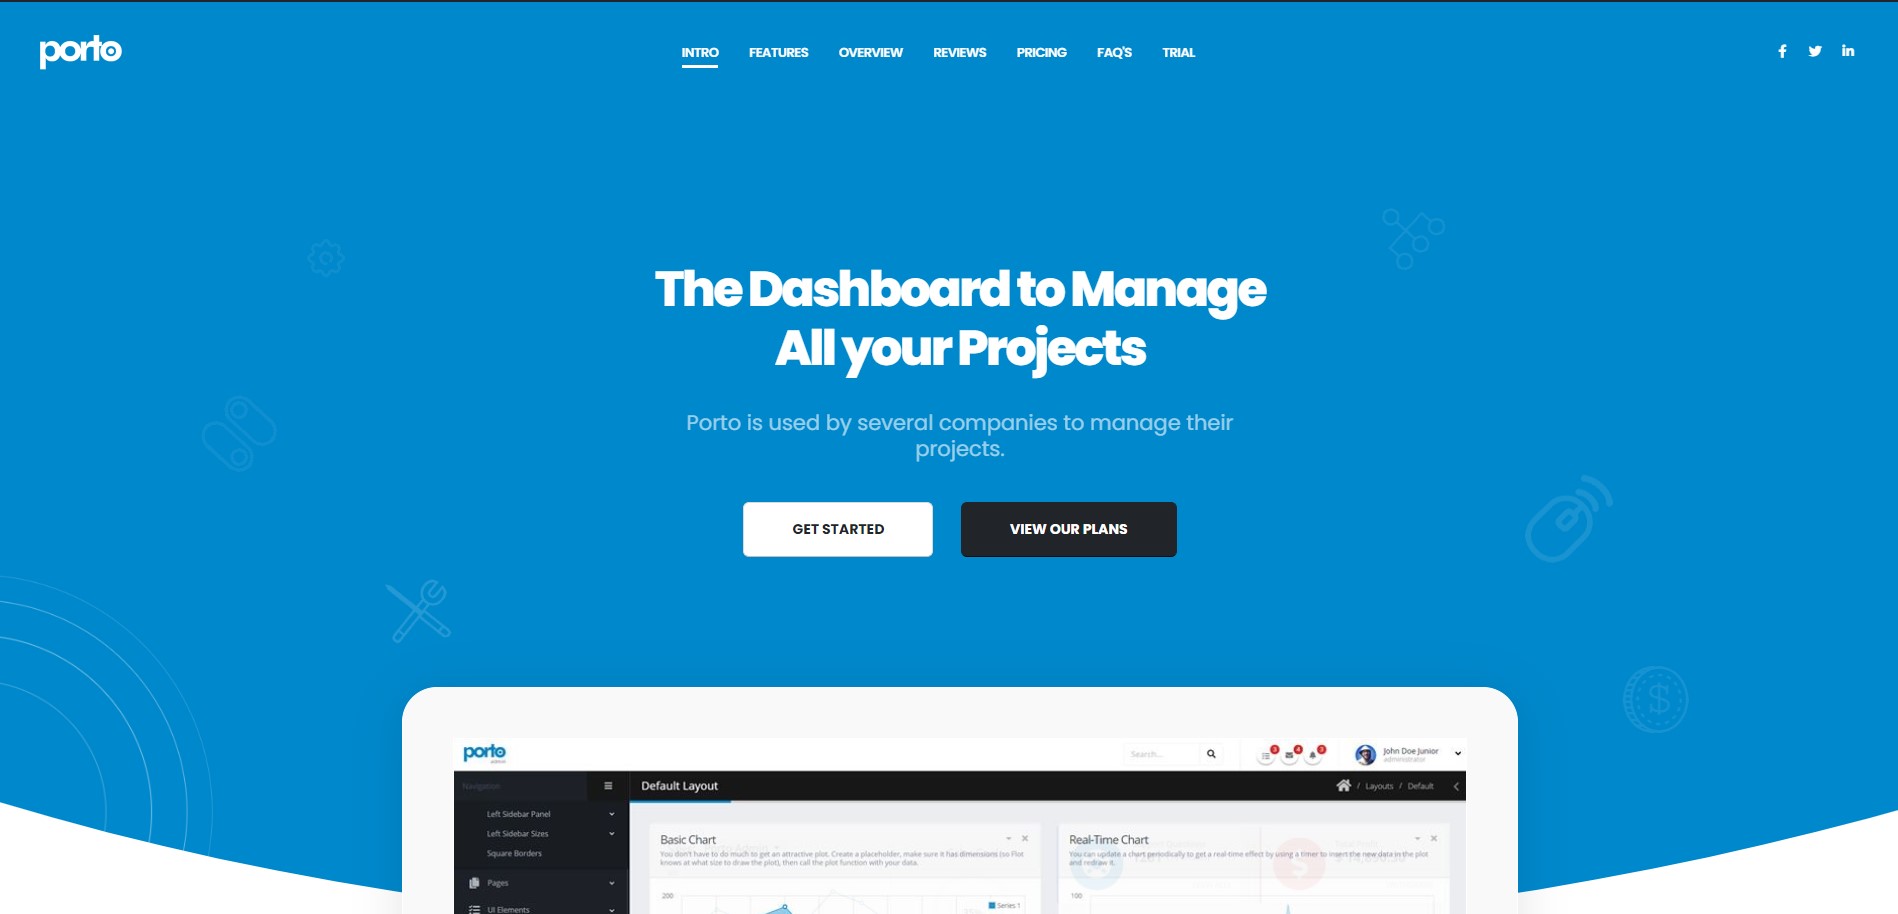 porto
INTRO FEATURES OVERVIEW REVIEWS PRICING FAQ'S TRIAL
The Dashboard to Manage
All your Projects
Porto is used by several companies to manage their
projects.
GET STARTED VIEW OUR PLANS
porto
admin
Search...
3 4 3
John Doe Junior
administrator
Navigation
Default Layout
/ Layouts / Default
Left Sidebar Panel
Left Sidebar Sizes
Square Borders
Pages
UI Elements
Basic Chart
You don't have to do much to get an attractive plot. Create a placeholder, make sure it has dimensions (so Flot
knows at what size to draw the plot), then call the plot function with your data.
200
Series 1
Real-Time Chart
You can update a chart periodically to get a real-time effect by using a timer to insert the new data in the plot
and redraw it.
100